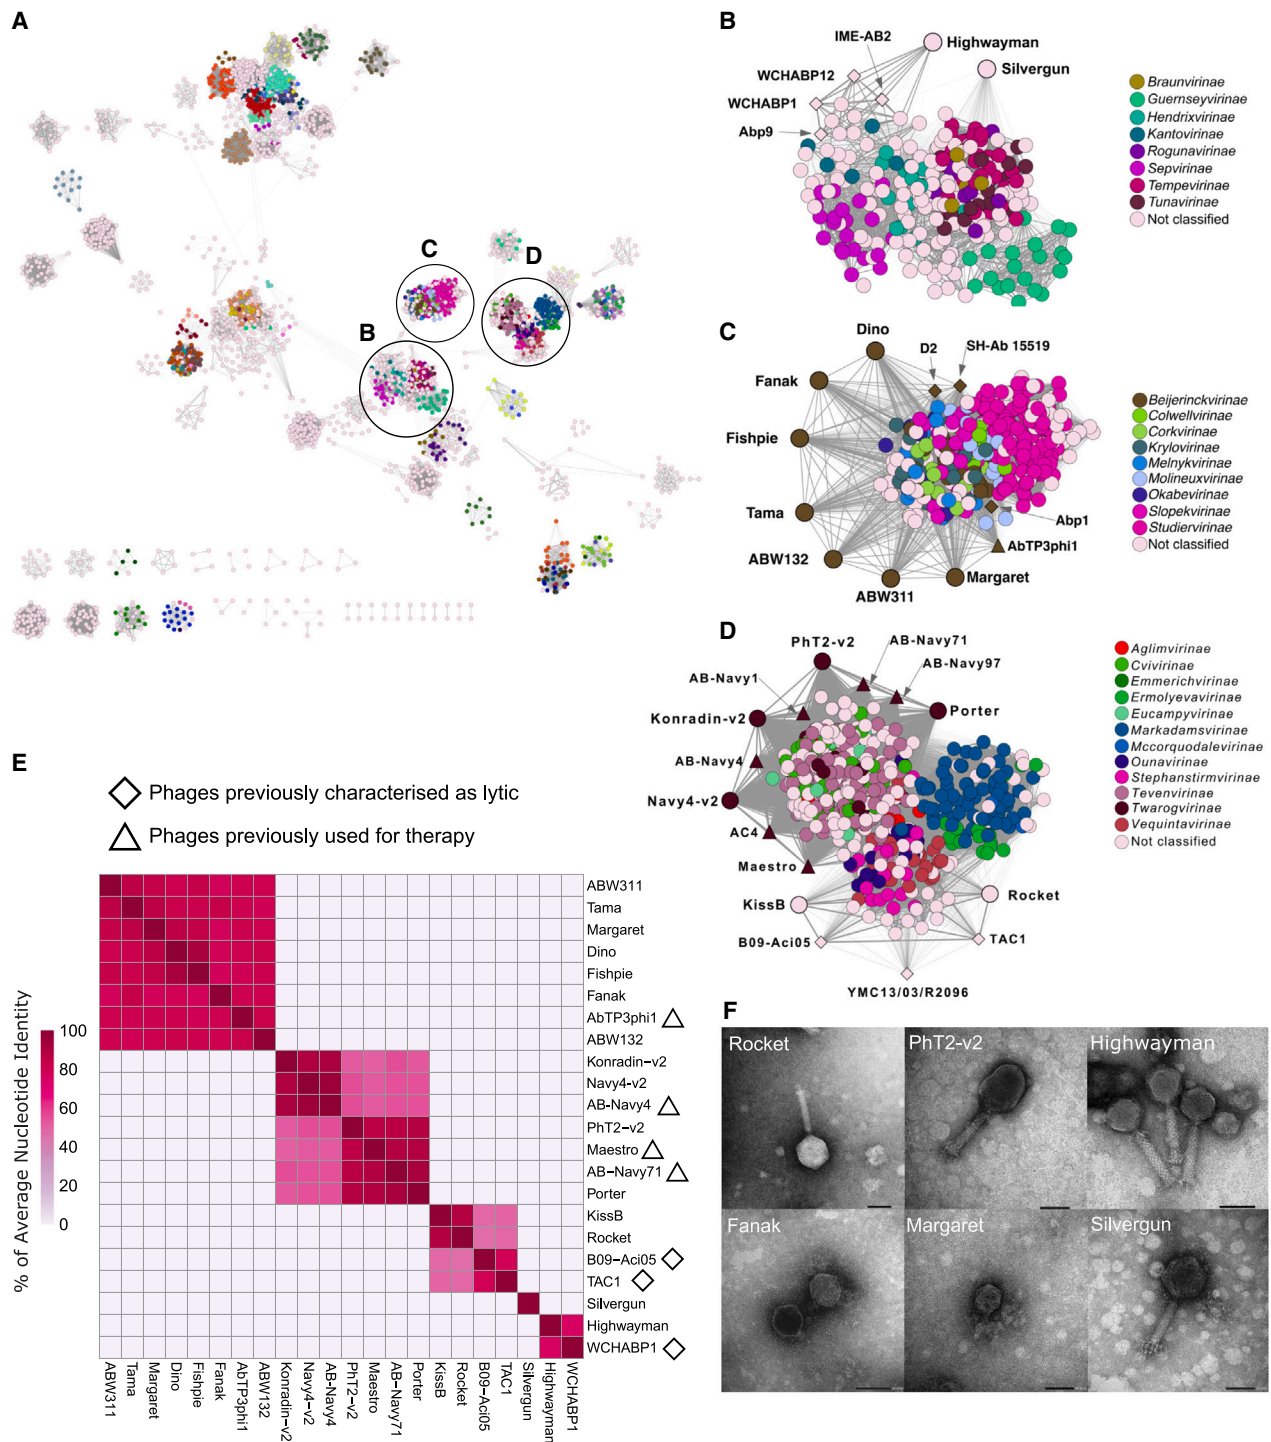 A
C
D
B
B
IME-AB2
Highwayman
WCHABP12
Silvergun
WCHABP1
Abp9
Braunvirinae
Guernseyvirinae
Hendrixvirinae
Kantovirinae
Rogunavirinae
Sepvirinae
Tempevirinae
Tunavirinae
Not classified
C
Dino
D2
SH-Ab 15519
Fanak
Fishpie
Tama
ABW132
ABW311
Margaret
AbTP3phi1
Abp1
Beijerinckvirinae
Colwellvirinae
Corkvirinae
Krylovirinae
Melnykvirinae
Molineuxvirinae
Okabevirinae
Slopekvirinae
Studiervirinae
Not classified
D
PhT2-v2
AB-Navy71
AB-Navy97
AB-Navy1
Konradin-v2
Porter
AB-Navy4
Navy4-v2
AC4
Maestro
KissB
Rocket
B09-Aci05
TAC1
YMC13/03/R2096
Aglimvirinae
Cvivirinae
Emmerichvirinae
Ermolyevavirinae
Eucampyvirinae
Markadamsvirinae
Mccorquodalevirinae
Ounavirinae
Stephanstirmvirinae
Tevenvirinae
Twarogvirinae
Vequintavirinae
Not classified
E
Phages previously characterised as lytic
Phages previously used for therapy
% of Average Nucleotide Identity
100
80
60
40
20
0
ABW311
Tama
Margaret
Dino
Fishpie
Fanak
AbTP3phi1
ABW132
Konradin-v2
Navy4-v2
AB-Navy4
PhT2-v2
Maestro
AB-Navy71
Porter
KissB
Rocket
B09-Aci05
TAC1
Silvergun
Highwayman
WCHABP1
ABW311
Tama
Margaret
Dino
Fishpie
Fanak
AbTP3phi1
ABW132
Konradin-v2
Navy4-v2
AB-Navy4
PhT2-v2
Maestro
AB-Navy71
Porter
KissB
Rocket
B09-Aci05
TAC1
Silvergun
Highwayman
WCHABP1
F
Rocket
PhT2-v2
Highwayman
Fanak
Margaret
Silvergun